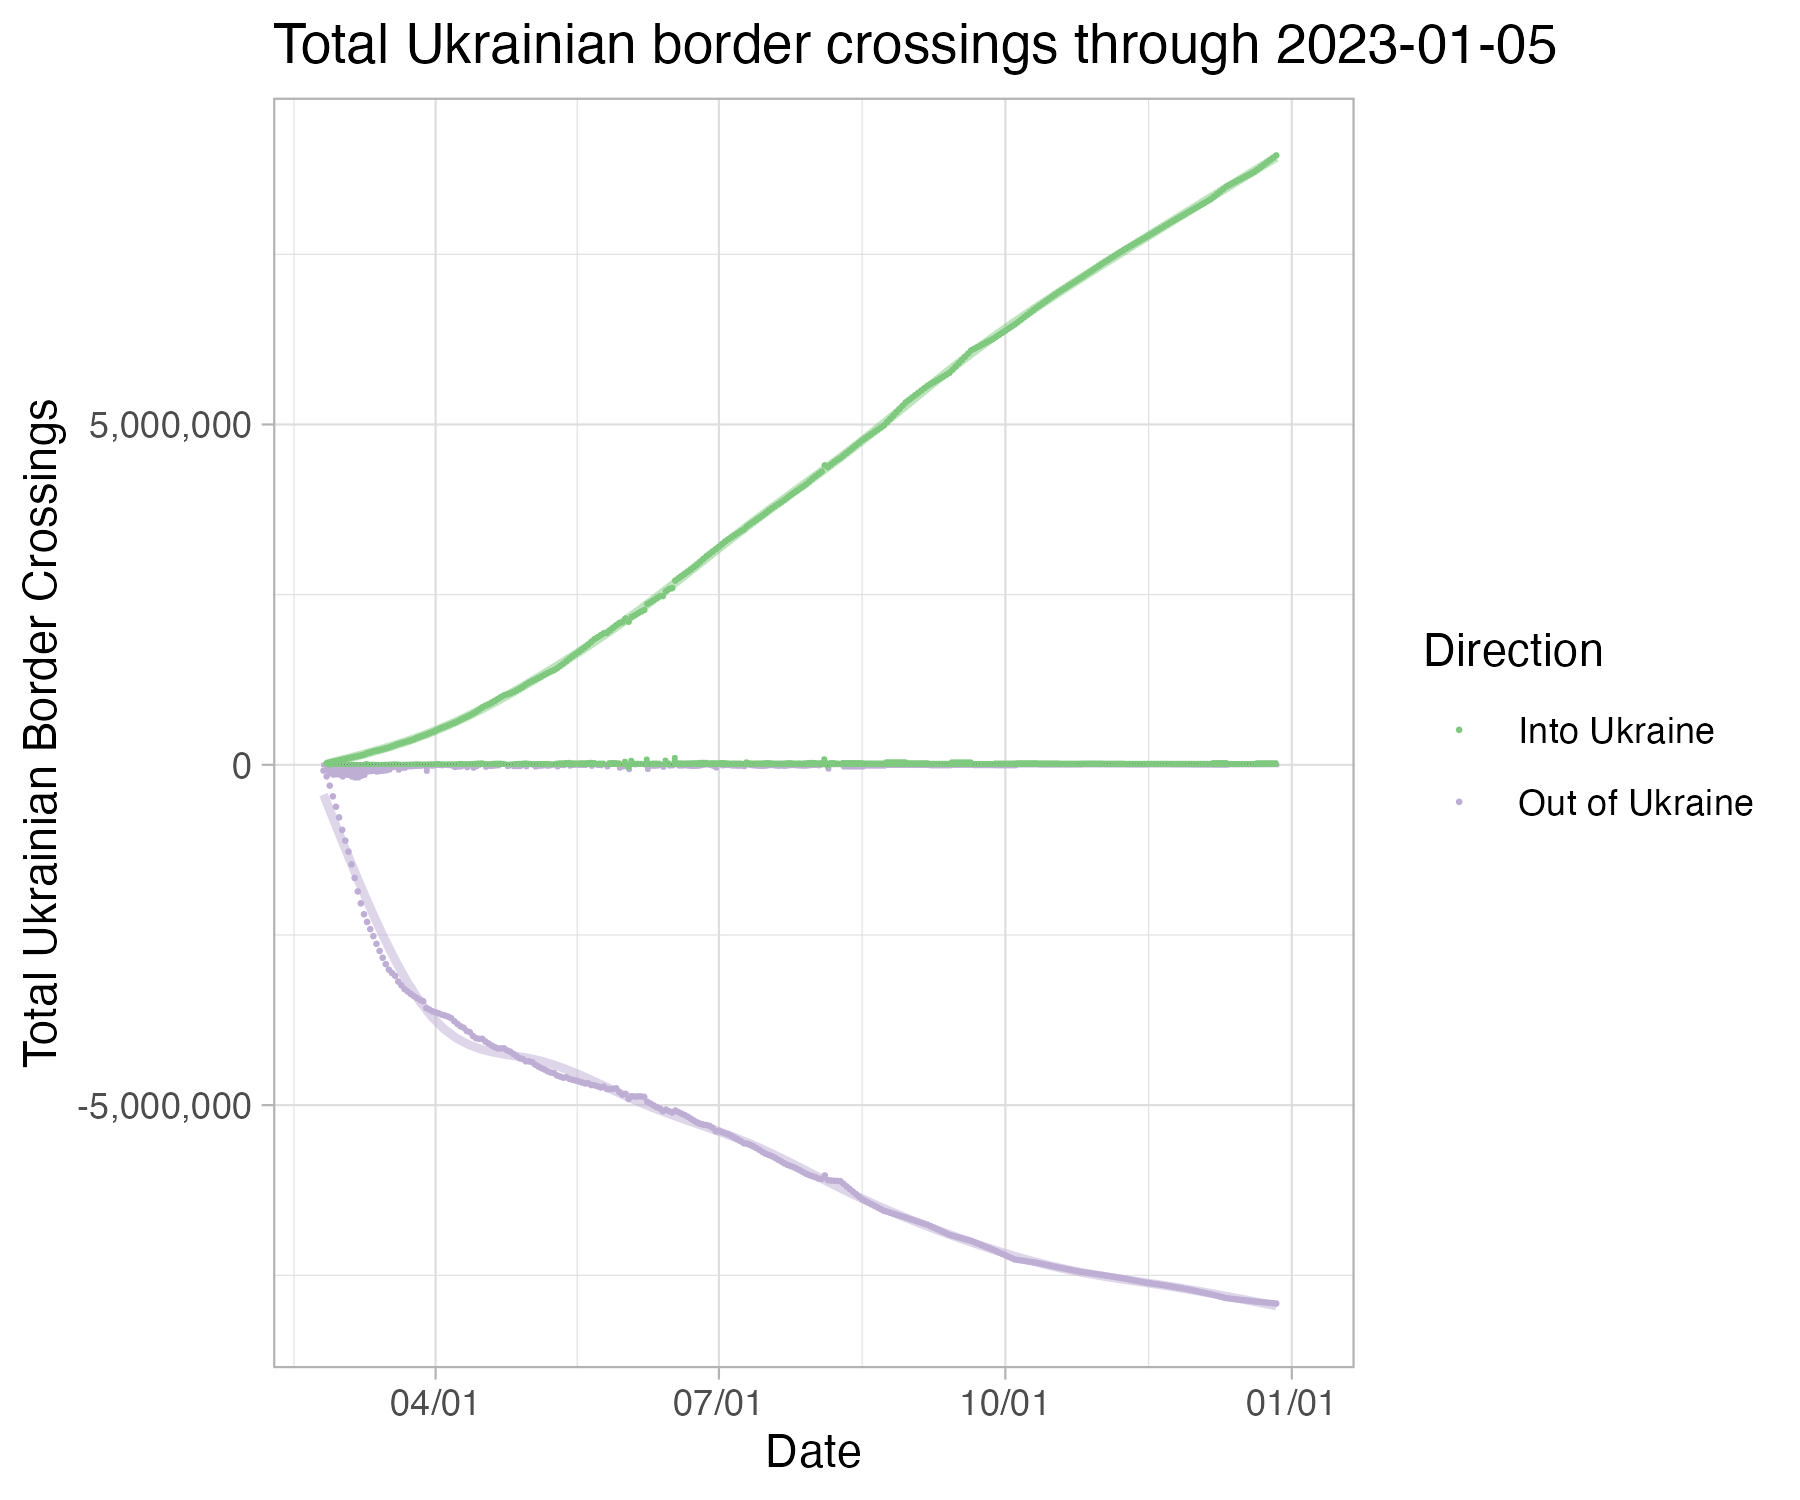 Total Ukrainian border crossings through 2023-01-05
Total Ukrainian Border Crossings
5,000,000
0
-5,000,000
04/01
07/01
10/01
01/01
Date
Direction
Into Ukraine
Out of Ukraine